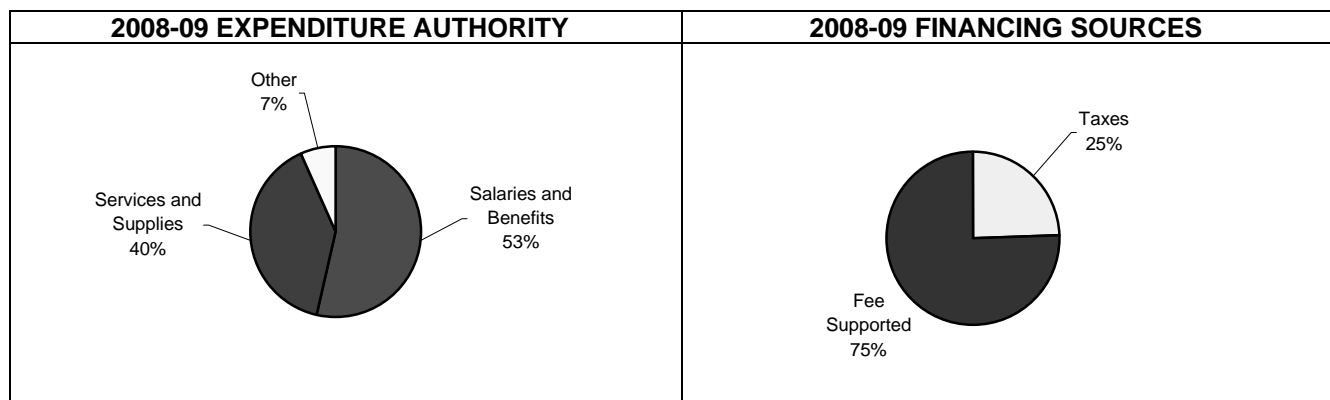 2008-09 EXPENDITURE AUTHORITY
Other
7%
Services and
Supplies
40%
Salaries and
Benefits
53%
2008-09 FINANCING SOURCES
Taxes
25%
Fee
Supported
75%